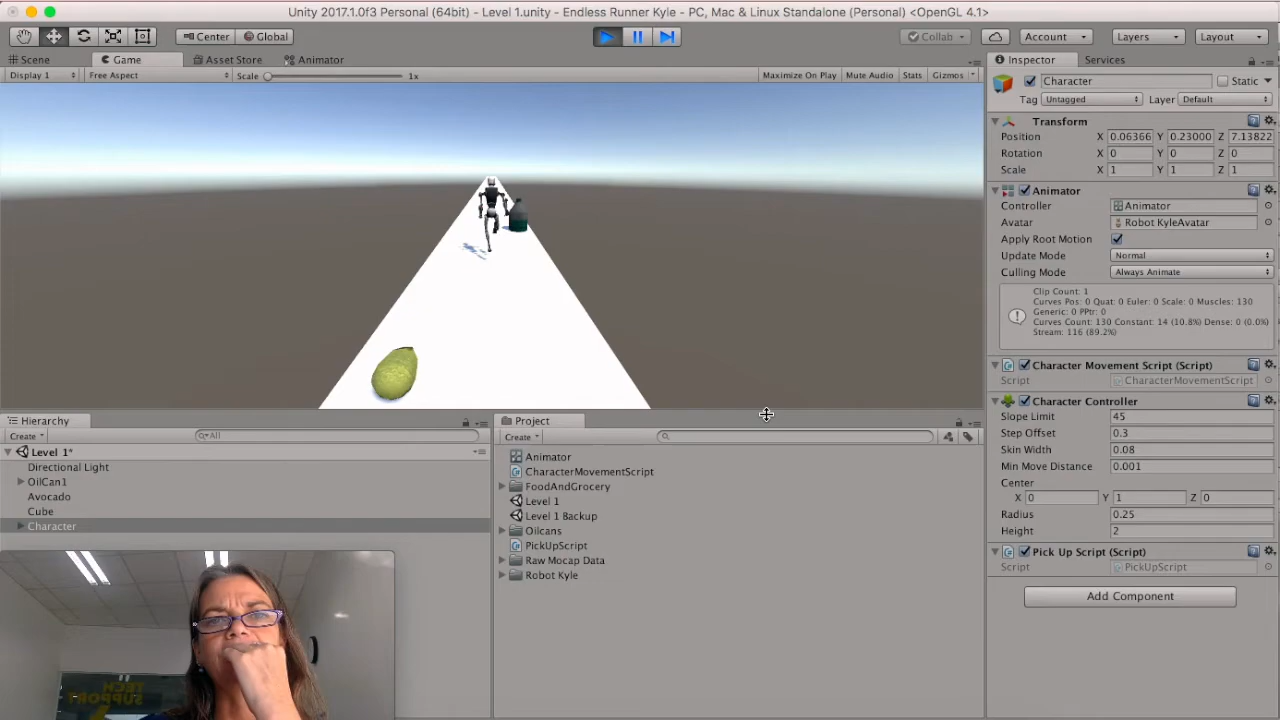 Unity 2017.1.0f3 Personal (64bit) - Level 1.unity - Endless Runner Kyle - PC, Mac & Linux Standalone (Personal) <OpenGL 4.1>
Center Global Collab Account Layers Layout
Scene Game Asset Store Animator
Display 1 Free Aspect Scale 1x Maximize On Play Mute Audio Stats Gizmos
Inspector Services
Character Static
Tag Untagged Layer Default
Transform
Position X 0.06366 Y 0.23000 Z 7.13822
Rotation X 0 Y 0 Z 0
Scale X 1 Y 1 Z 1
Animator
Controller Animator
Avatar Robot KyleAvatar
Apply Root Motion
Update Mode Normal
Culling Mode Always Animate
Clip Count: 1
Curves Pos: 0 Quat: 0 Euler: 0 Scale: 0 Muscles: 130
Generic: 0 PPtr: 0
Curves Count: 130 Constant: 14 (10.8%) Dense: 0 (0.0%)
Stream: 116 (89.2%)
Character Movement Script (Script)
Script CharacterMovementScript
Character Controller
Slope Limit 45
Step Offset 0.3
Skin Width 0.08
Min Move Distance 0.001
Center
X 0 Y 1 Z 0
Radius 0.25
Height 2
Pick Up Script (Script)
Script PickUpScript
Add Component
Hierarchy
Create All
Level 1*
Directional Light
OilCan1
Avocado
Cube
Character
Project
Create
Animator
CharacterMovementScript
FoodAndGrocery
Level 1
Level 1 Backup
Oilcans
PickUpScript
Raw Mocap Data
Robot Kyle
TECH
SUPPORT